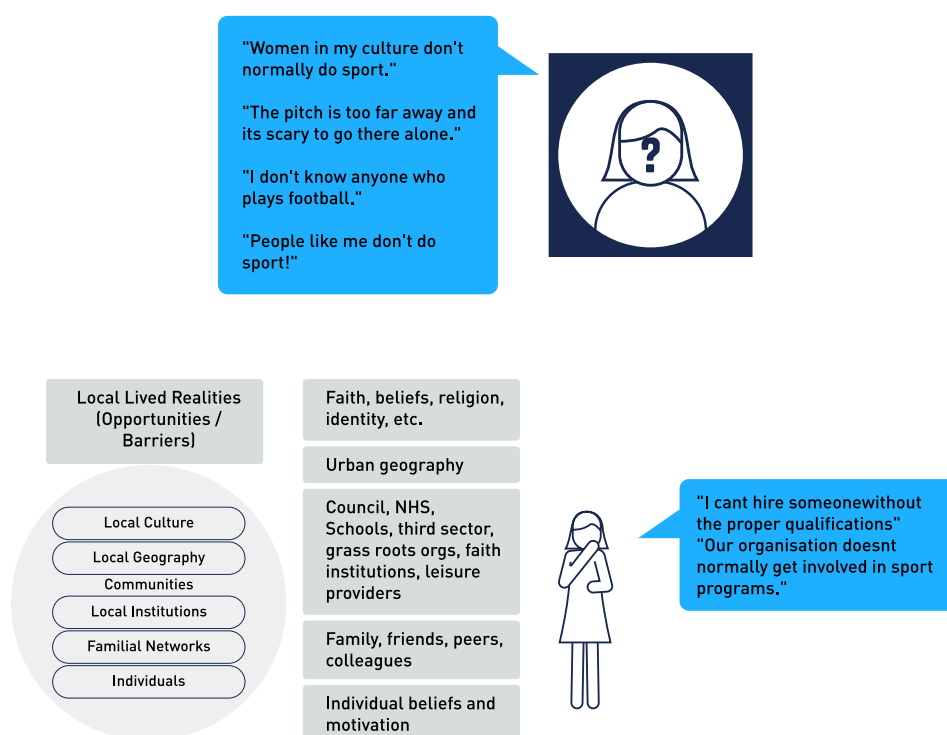 "Women in my culture don't
normally do sport."
"The pitch is too far away and
its scary to go there alone."
"I don't know anyone who
plays football."
"People like me don't do
sport!"
?
Local Lived Realities
(Opportunities /
Barriers)
Local Culture
Local Geography
Communities
Local Institutions
Familial Networks
Individuals
Faith, beliefs, religion,
identity, etc.
Urban geography
Council, NHS,
Schools, third sector,
grass roots orgs, faith
institutions, leisure
providers
Family, friends, peers,
colleagues
Individual beliefs and
motivation
"I cant hire someonewithout
the proper qualifications"
"Our organisation doesnt
normally get involved in sport
programs."